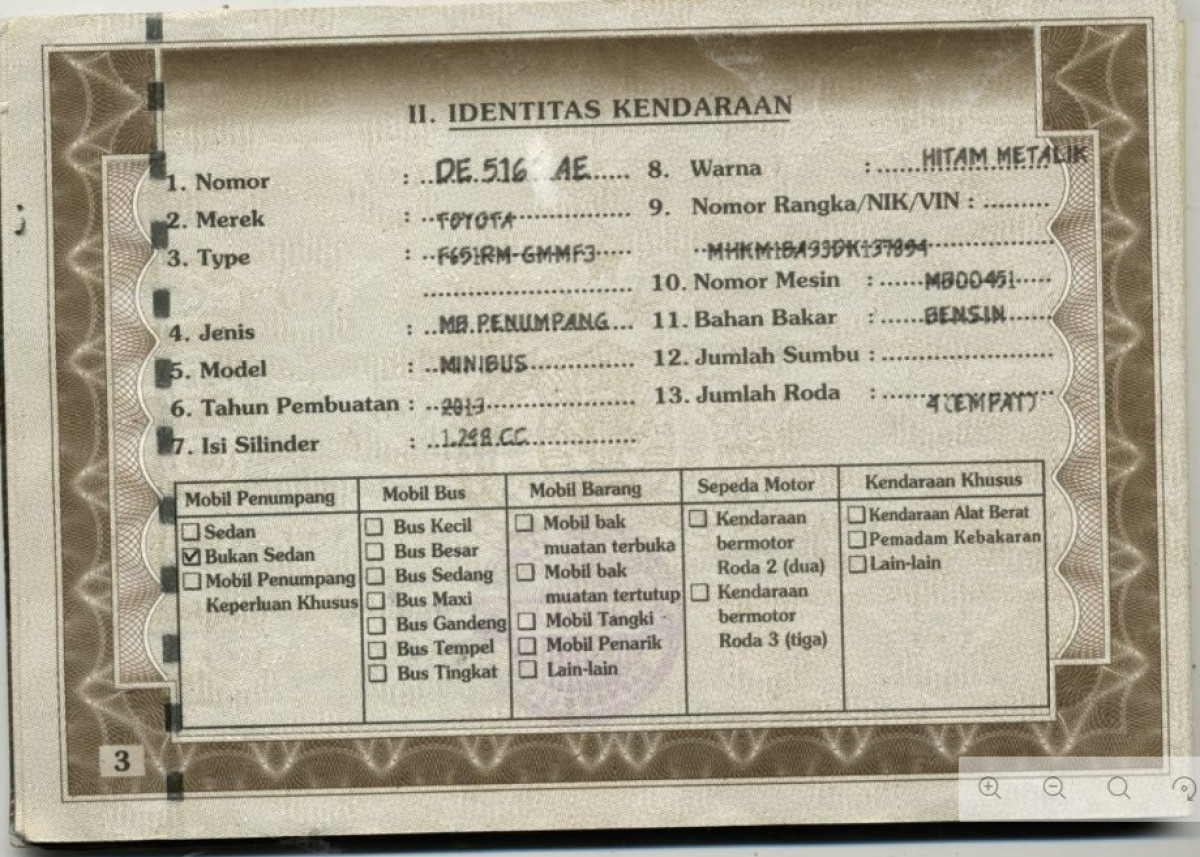 II. IDENTITAS KENDARAAN
1. Nomor : DE 516 AE
2. Merek : TOYOTA
3. Type : F651RM-GMMFJ
4. Jenis : MB.PENUMPANG
5. Model : MINIBUS
6. Tahun Pembuatan : 2013
7. Isi Silinder : 1.298 CC
8. Warna : HITAM METALIK
9. Nomor Rangka/NIK/VIN :
10. Nomor Mesin :
11. Bahan Bakar : BENSIN
12. Jumlah Sumbu :
13. Jumlah Roda : 4 (EMPAT)
Mobil Penumpang
Sedan
Bukan Sedan
Mobil Penumpang
Keperluan Khusus
Mobil Bus
Bus Kecil
Bus Besar
Bus Sedang
Bus Maxi
Bus Gandeng
Bus Tempel
Bus Tingkat
Mobil Barang
Mobil bak
muatan terbuka
Mobil bak
muatan tertutup
Mobil Tangki
Mobil Penarik
Lain-lain
Sepeda Motor
Kendaraan
bermotor
Roda 2 (dua)
Kendaraan
bermotor
Roda 3 (tiga)
Kendaraan Khusus
Kendaraan Alat Berat
Pemadam Kebakaran
Lain-lain
3